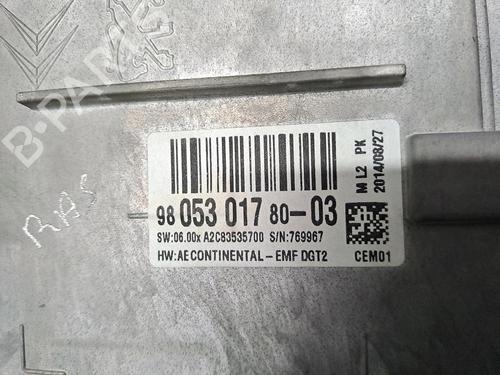 B-PARTS
RAS
M L2 PK
2014/08/27
98 053 017 80-03
SW:06.00x A2C83535700 S/N:769967
HW:AE CONTINENTAL-EMF DGT2
CEM01